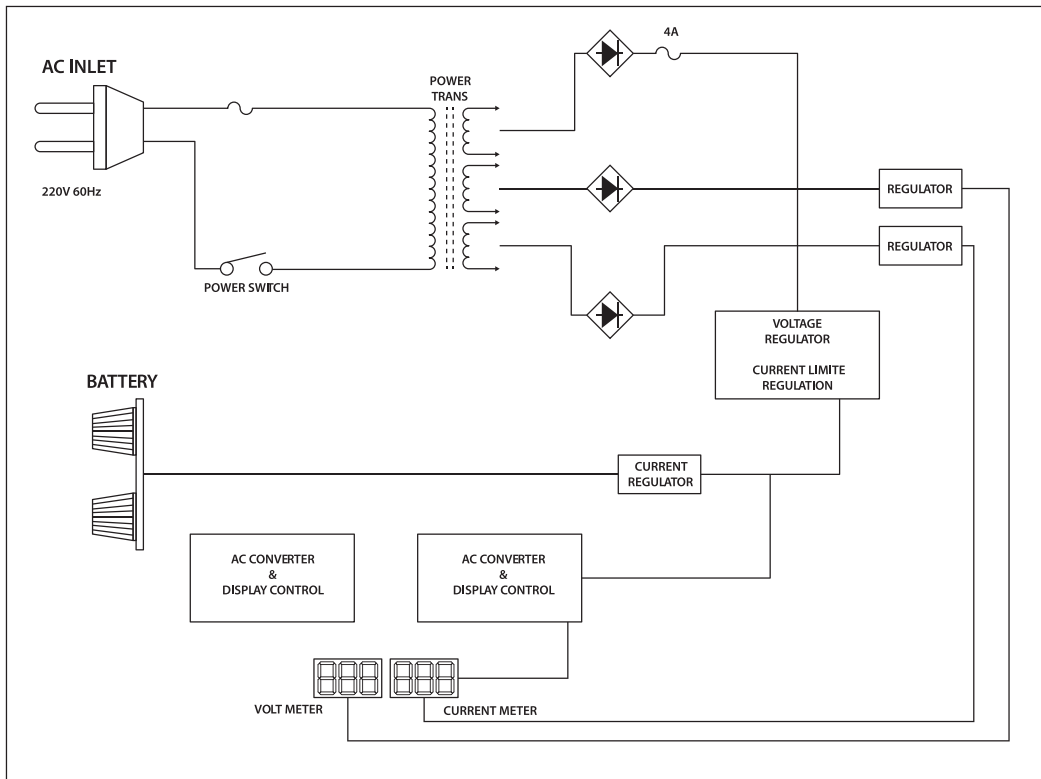 4A
AC INLET
POWER
TRANS
220V 60Hz
REGULATOR
REGULATOR
POWER SWITCH
VOLTAGE
REGULATOR
CURRENT LIMITE
REGULATION
BATTERY
CURRENT
REGULATOR
AC CONVERTER
&
DISPLAY CONTROL
AC CONVERTER
&
DISPLAY CONTROL
VOLT METER
CURRENT METER